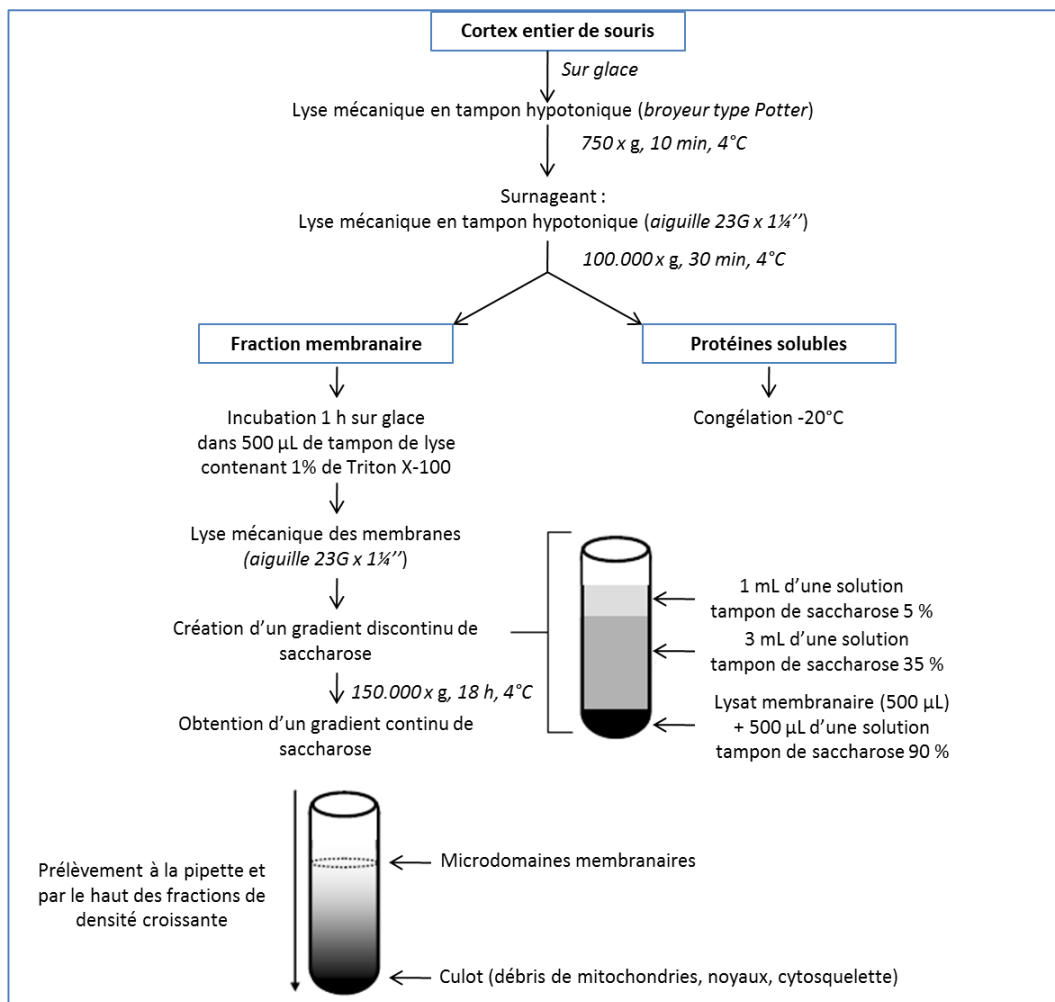 Cortex entier de souris
Sur glace
Lyse mécanique en tampon hypotonique (broyeur type Potter)
750 x g, 10 min, 4°C
Surnageant :
Lyse mécanique en tampon hypotonique (aiguille 23G x 1¼’’)
100.000 x g, 30 min, 4°C
Fraction membranaire
Protéines solubles
Incubation 1 h sur glace
dans 500 µL de tampon de lyse
contenant 1% de Triton X-100
Congélation -20°C
Lyse mécanique des membranes
(aiguille 23G x 1¼’’)
Création d’un gradient discontinu de
saccharose
150.000 x g, 18 h, 4°C
Obtention d’un gradient continu de
saccharose
1 mL d’une solution
tampon de saccharose 5 %
3 mL d’une solution
tampon de saccharose 35 %
Lysat membranaire (500 µL)
+ 500 µL d’une solution
tampon de saccharose 90 %
Prélèvement à la pipette et
par le haut des fractions de
densité croissante
Microdomaines membranaires
Culot (débris de mitochondries, noyaux, cytosquelette)